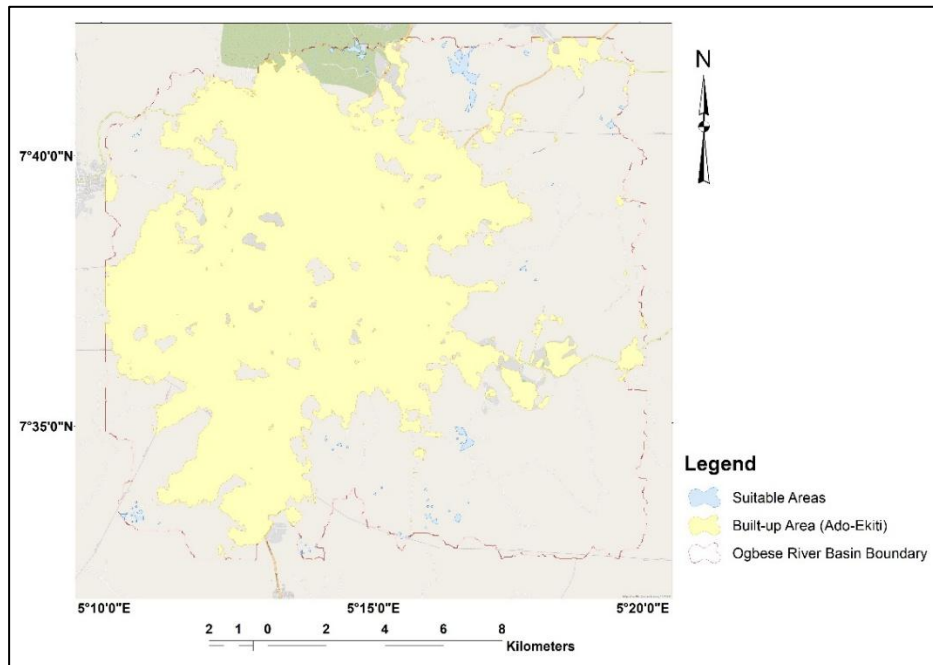 N
7°40'0"N
7°35'0"N
Legend
Suitable Areas
Built-up Area (Ado-Ekiti)
Ogbese River Basin Boundary
5°10'0"E
5°15'0"E
5°20'0"E
2 1 0 2 4 6 8
Kilometers